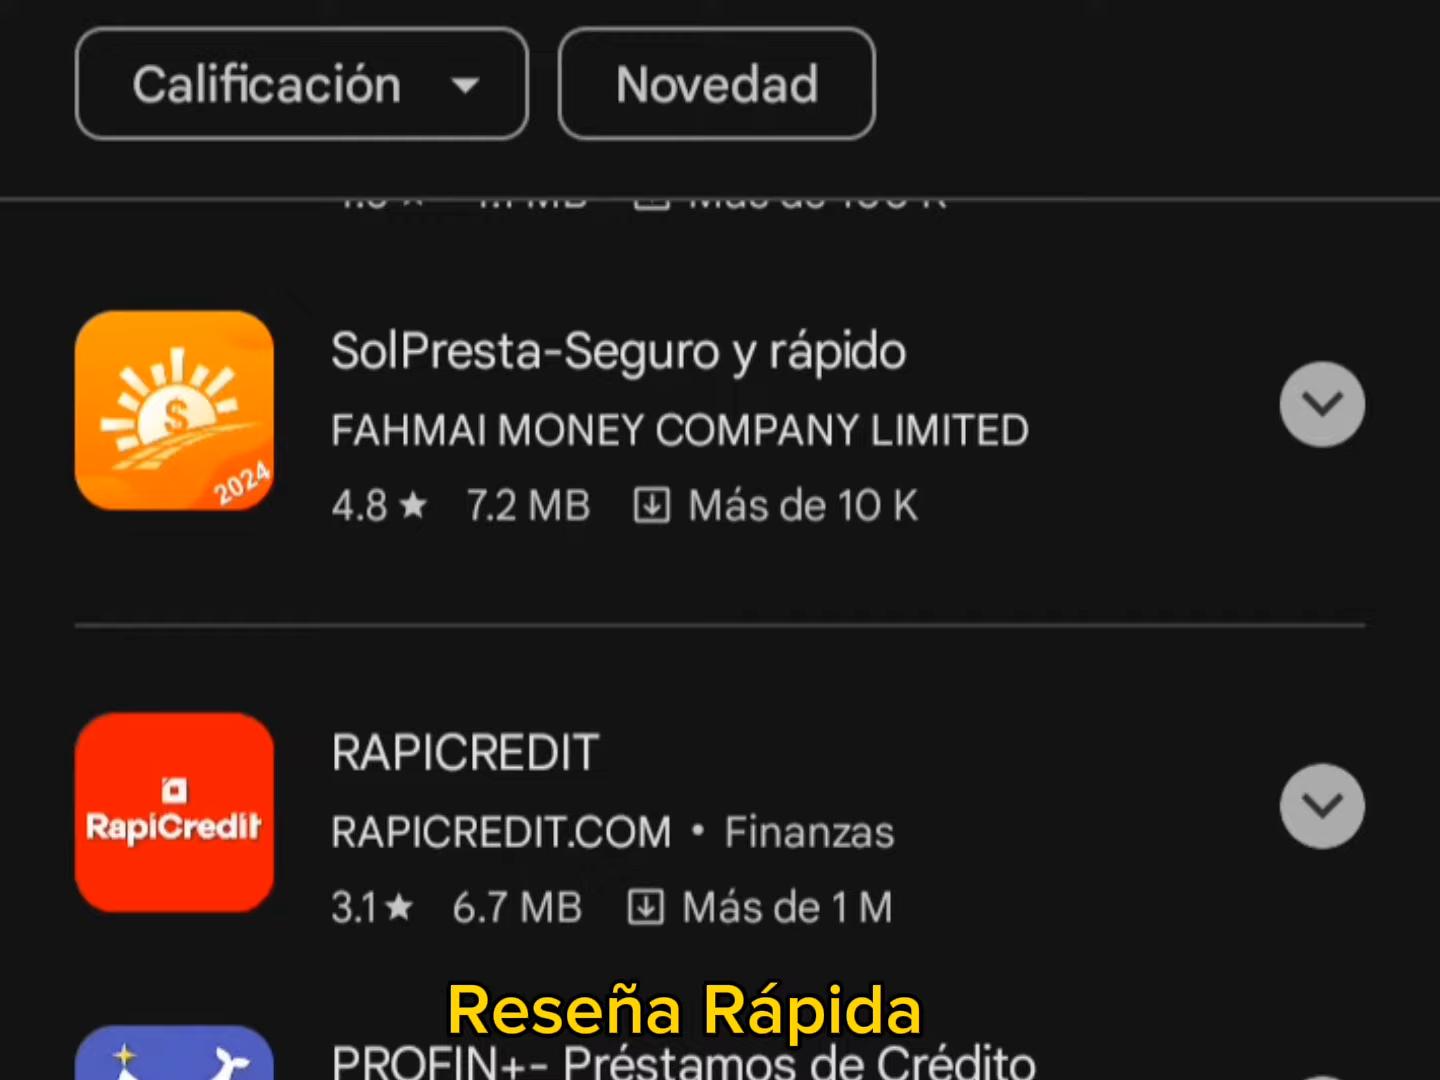 Calificación
Novedad
SolPresta-Seguro y rápido
FAHMAI MONEY COMPANY LIMITED
4.8 ★ 7.2 MB Más de 10 K
2024
RAPICREDIT
RapiCredit
RAPICREDIT.COM • Finanzas
3.1 ★ 6.7 MB Más de 1 M
Reseña Rápida
PROFIN+- Préstamos de Crédito